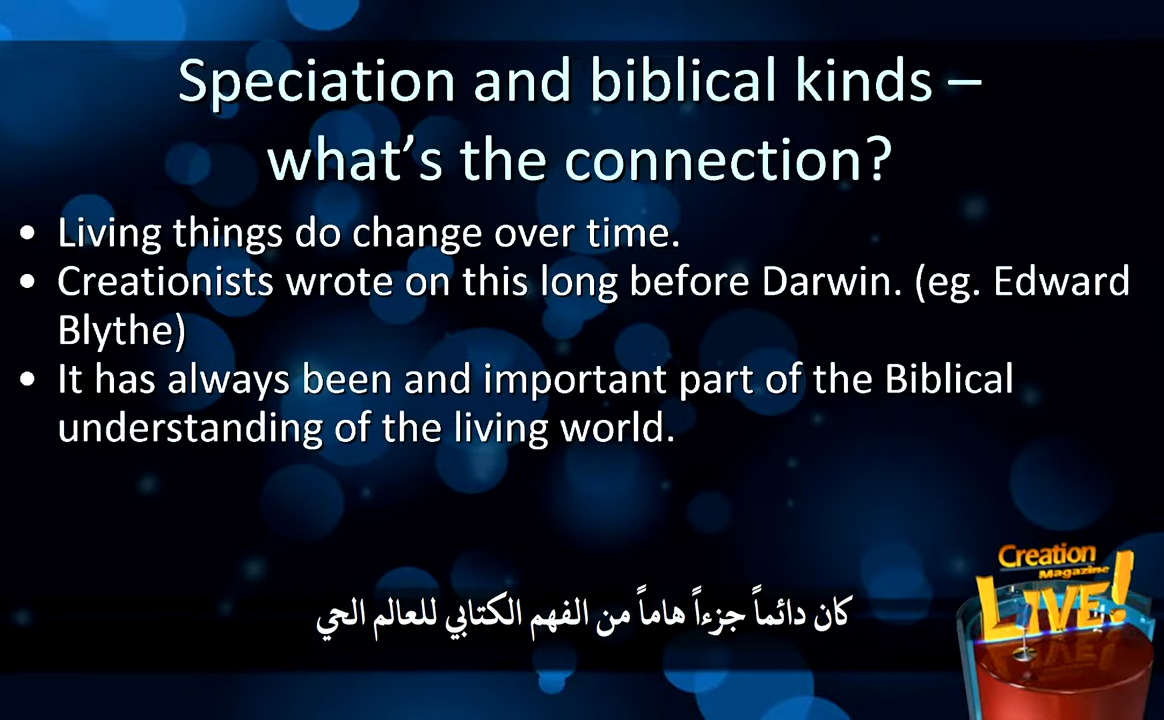 Speciation and biblical kinds –
what’s the connection?
• Living things do change over time.
• Creationists wrote on this long before Darwin. (eg. Edward
Blythe)
• It has always been and important part of the Biblical
understanding of the living world.
كان دائماً جزءاً هاماً من الفهم الكتابي للعالم الحي
Creation
Magazine
LIVE!